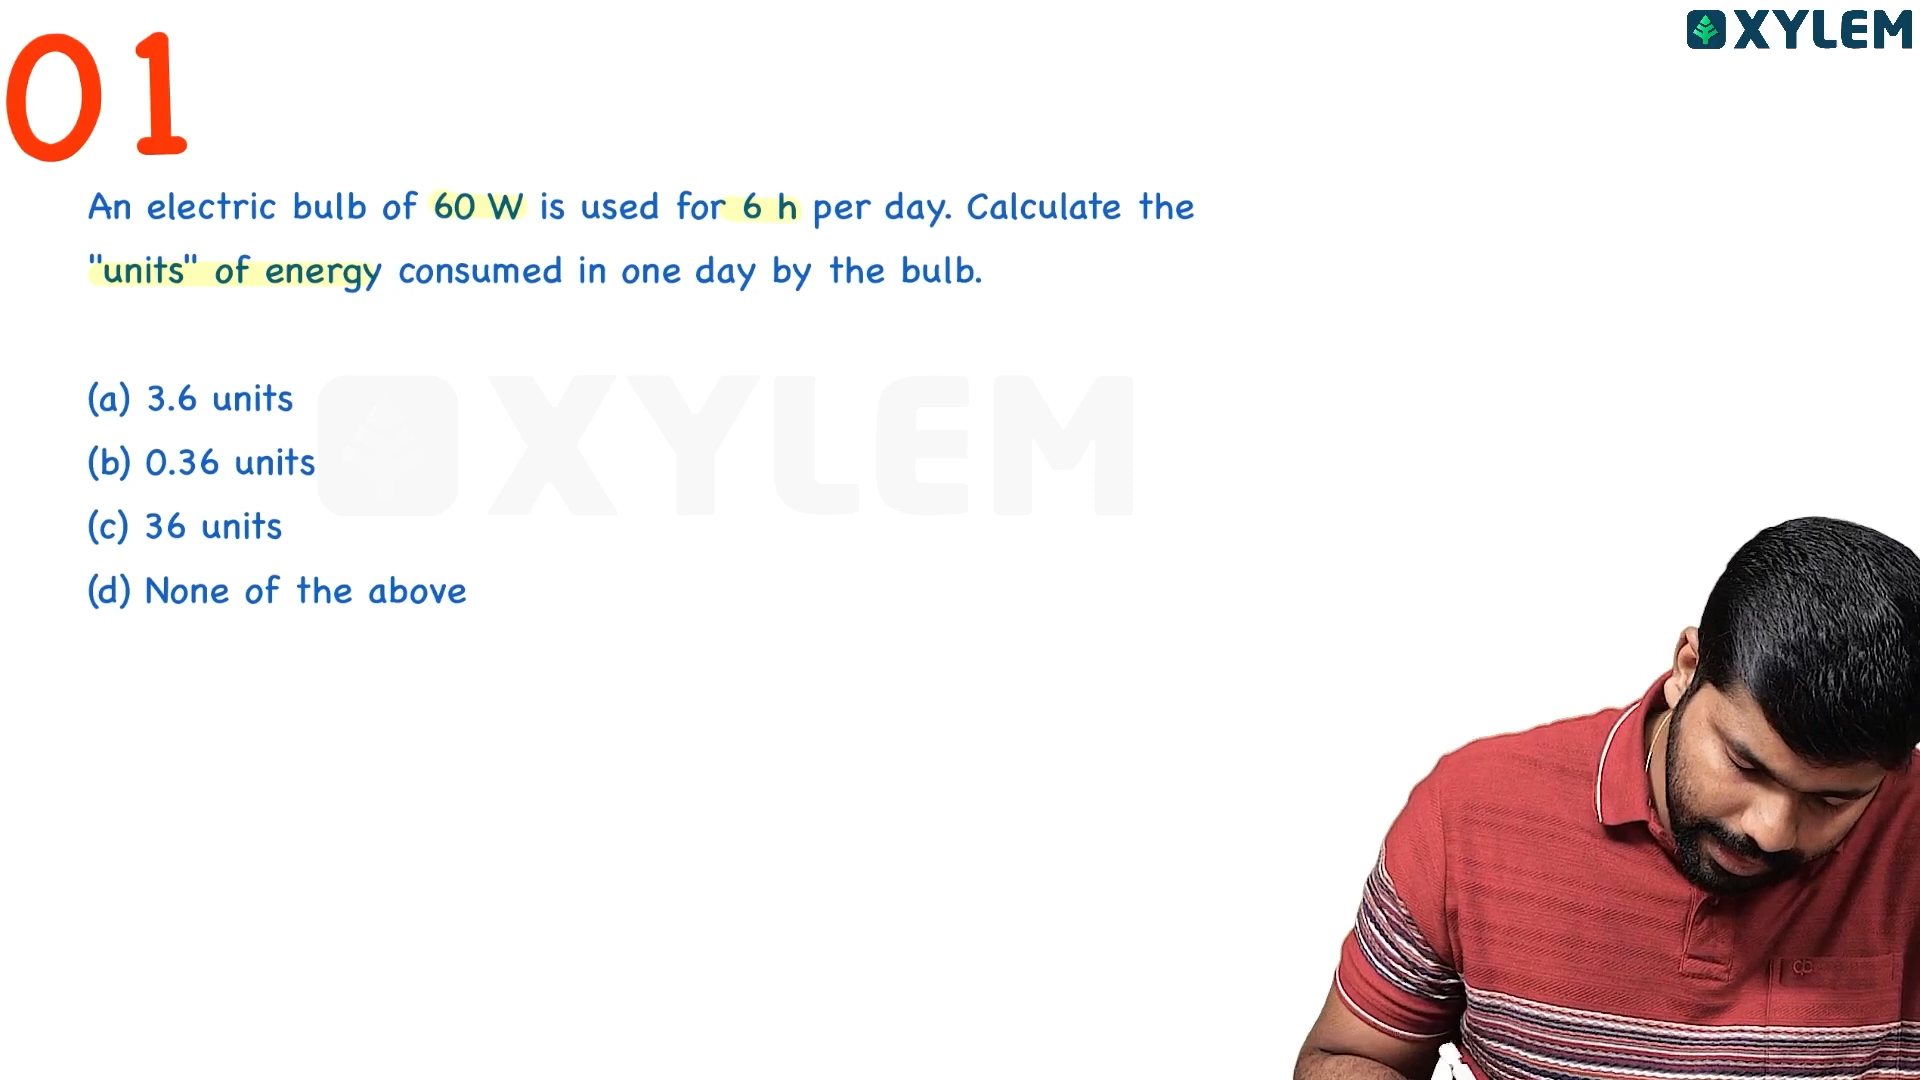 XYLEM
01
An electric bulb of 60 W is used for 6 h per day. Calculate the
"units" of energy consumed in one day by the bulb.
(a) 3.6 units
(b) 0.36 units
(c) 36 units
(d) None of the above
XYLEM